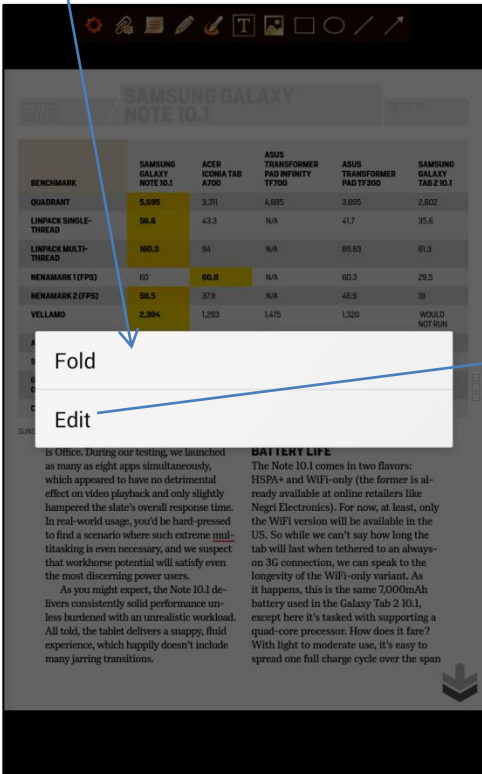 T
DISTRO
DIGITAL
SAMSUNG GALAXY
NOTE 10.1
REVIEW
BENCHMARK
SAMSUNG
GALAXY
NOTE 10.1
ACER
ICONIA TAB
A700
ASUS
TRANSFORMER
PAD INFINITY
TF700
ASUS
TRANSFORMER
PAD TF300
SAMSUNG
GALAXY
TAB 2 10.1
QUADRANT 5,695 3,311 4,685 3,695 2,602
LINPACK SINGLE-
THREAD
56.6 43.3 N/A 41.7 35.6
LINPACK MULTI-
THREAD
160.3 94 N/A 89.83 61.3
NENAMARK 1 (FPS) 60 60.8 N/A 60.3 29.5
NENAMARK 2 (FPS) 58.5 37.9 N/A 46.9 19
VELLAMO 2,394 1,283 1,475 1,320 WOULD
NOT RUN
Fold
Edit
is Office. During our testing, we launched
as many as eight apps simultaneously,
which appeared to have no detrimental
effect on video playback and only slightly
hampered the slate's overall response time.
In real-world usage, you'd be hard-pressed
to find a scenario where such extreme mul-
titasking is even necessary, and we suspect
that workhorse potential will satisfy even
the most discerning power users.
As you might expect, the Note 10.1 de-
livers consistently solid performance un-
less burdened with an unrealistic workload.
All told, the tablet delivers a snappy, fluid
experience, which happily doesn't include
many jarring transitions.
BATTERY LIFE
The Note 10.1 comes in two flavors:
HSPA+ and WiFi-only (the former is al-
ready available at online retailers like
Negri Electronics). For now, at least, only
the WiFi version will be available in the
US. So while we can't say how long the
tab will last when tethered to an always-
on 3G connection, we can speak to the
longevity of the WiFi-only variant. As
it happens, this is the same 7,000mAh
battery used in the Galaxy Tab 2 10.1,
except here it's tasked with supporting a
quad-core processor. How does it fare?
With light to moderate use, it's easy to
spread one full charge cycle over the span